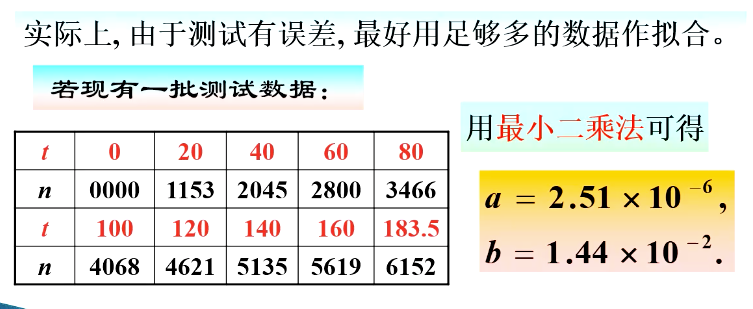 实际上, 由于测试有误差, 最好用足够多的数据作拟合。
若现有一批测试数据：
用最小二乘法可得
t 0 20 40 60 80
n 0000 1153 2045 2800 3466
t 100 120 140 160 183.5
n 4068 4621 5135 5619 6152
a = 2.51 × 10⁻⁶,
b = 1.44 × 10⁻².